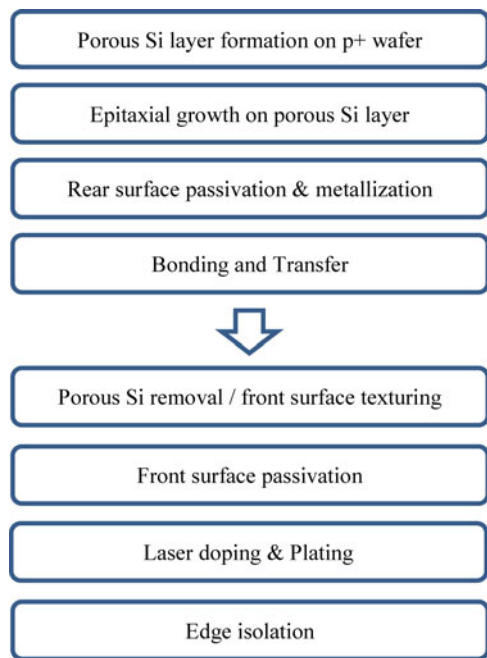 Porous Si layer formation on p+ wafer
Epitaxial growth on porous Si layer
Rear surface passivation & metallization
Bonding and Transfer
Porous Si removal / front surface texturing
Front surface passivation
Laser doping & Plating
Edge isolation